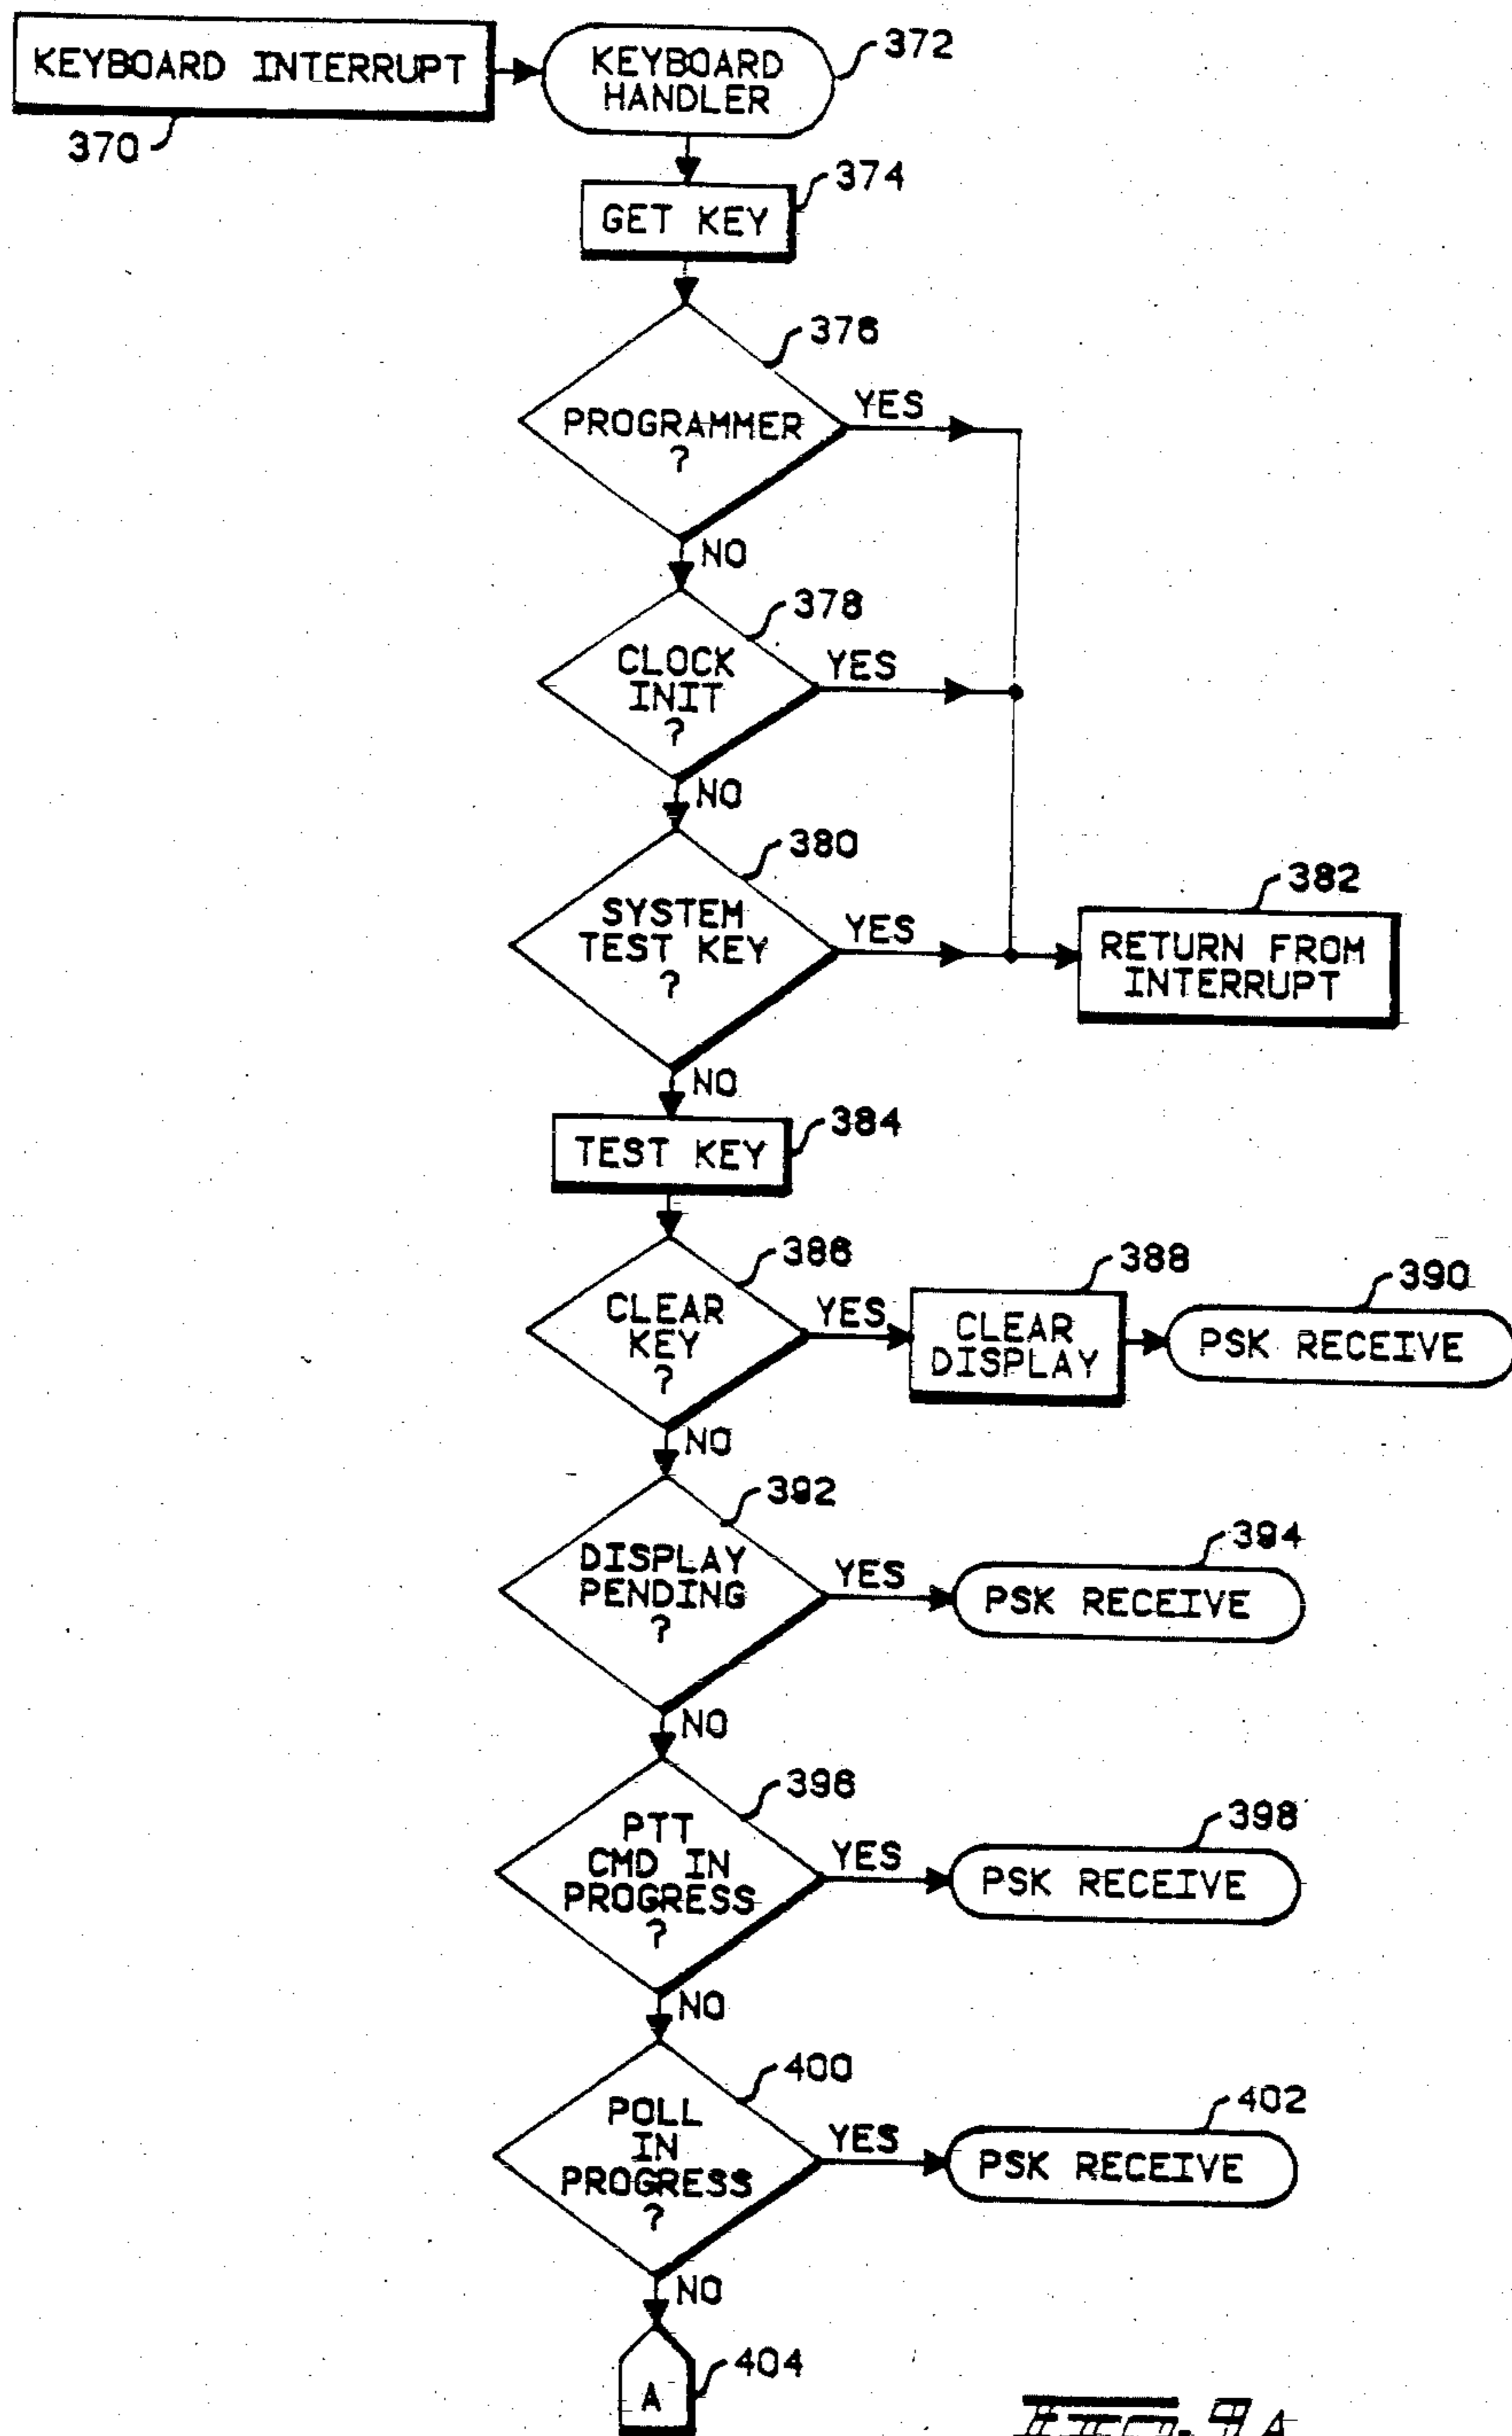 KEYBOARD INTERRUPT
370
KEYBOARD
HANDLER
372
GET KEY
374
376
PROGRAMMER
?
YES
NO
378
CLOCK
INIT
?
YES
NO
380
SYSTEM
TEST KEY
?
YES
382
RETURN FROM
INTERRUPT
NO
TEST KEY
384
386
CLEAR
KEY
?
YES
388
CLEAR
DISPLAY
390
PSK RECEIVE
NO
392
DISPLAY
PENDING
?
YES
394
PSK RECEIVE
NO
396
PTT
CMD IN
PROGRESS
?
YES
398
PSK RECEIVE
NO
400
POLL
IN
PROGRESS
?
YES
402
PSK RECEIVE
NO
A
404
FIG. 9A